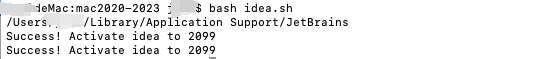 deMac:mac2020-2023 j $ bash idea.sh
/Users/ /Library/Application Support/JetBrains
Success! Activate idea to 2099
Success! Activate idea to 2099